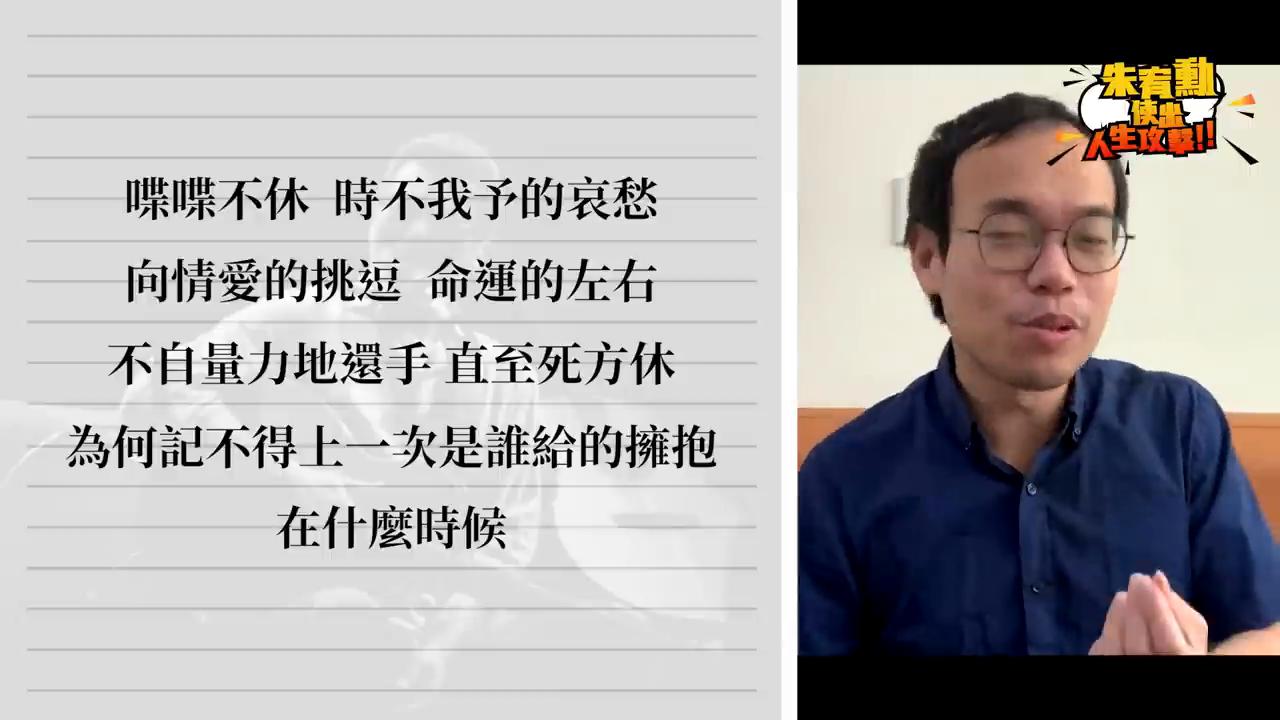 喋喋不休 時不我予的哀愁
向情愛的挑逗 命運的左右
不自量力地還手 直至死方休
為何記不得上一次是誰給的擁抱
在什麼時候
朱宥勳
使出
人生攻擊!!